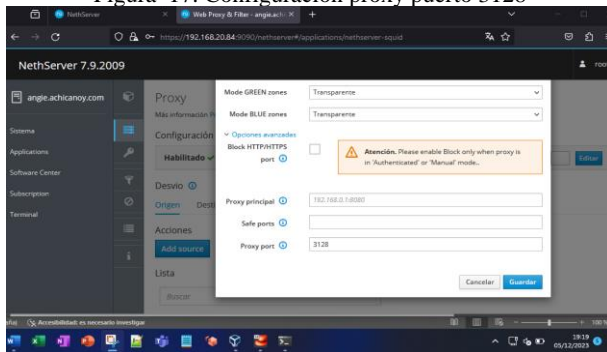 Figura 17. Configuración proxy puerto 3128
NethServer
Web Proxy & Filter - angie.achi
https://192.168.20.84:9090/nethserver#/applications/nethserver-squid
NethServer 7.9.2009
roo
angie.achicanoy.com
Sistema
Applications
Software Center
Subscription
Terminal
Proxy
Más información
Configuración
Habilitado
Editar
Desvio
Origen
Acciones
Add source
Lista
Buscar
Mode GREEN zones
Transparente
Mode BLUE zones
Transparente
Opciones avanzadas
Block HTTP/HTTPS port
Atención. Please enable Block only when proxy is in 'Authenticated' or 'Manual' mode..
Proxy principal
192.168.0.1:8080
Safe ports
Proxy port
3128
Cancelar
Guardar
Accesibilidad: es necesario investigar
19:19
05/12/2023